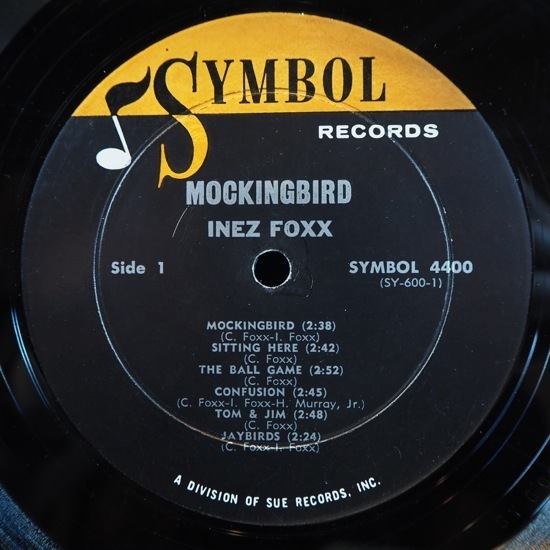 SYMBOL
RECORDS
MOCKINGBIRD
INEZ FOXX
Side 1
SYMBOL 4400
(SY-600-1)
MOCKINGBIRD (2:38)
(C. Foxx-I. Foxx)
SITTING HERE (2:42)
(C. Foxx)
THE BALL GAME (2:52)
(C. Foxx)
CONFUSION (2:45)
(C. Foxx-I. Foxx-H. Murray, Jr.)
TOM & JIM (2:48)
(C. Foxx)
JAYBIRDS (2:24)
(C. Foxx-I. Foxx)
A DIVISION OF SUE RECORDS, INC.